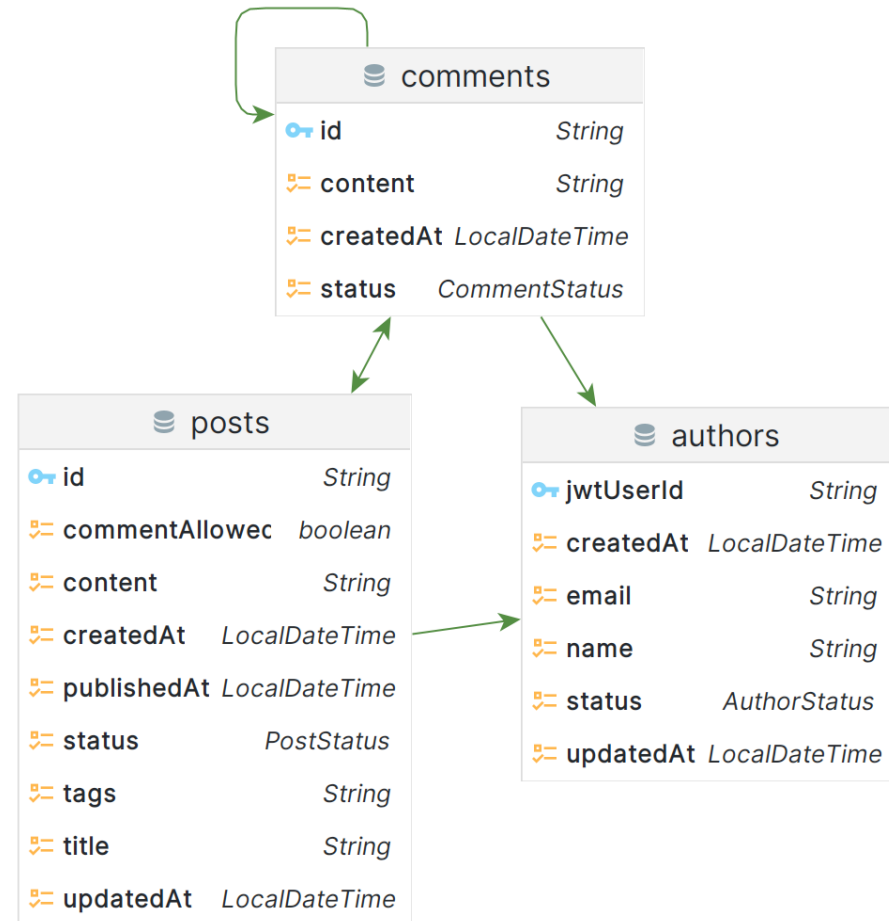 comments
id String
content String
createdAt LocalDateTime
status CommentStatus
posts
id String
commentAllowec boolean
content String
createdAt LocalDateTime
publishedAt LocalDateTime
status PostStatus
tags String
title String
updatedAt LocalDateTime
authors
jwtUserId String
createdAt LocalDateTime
email String
name String
status AuthorStatus
updatedAt LocalDateTime